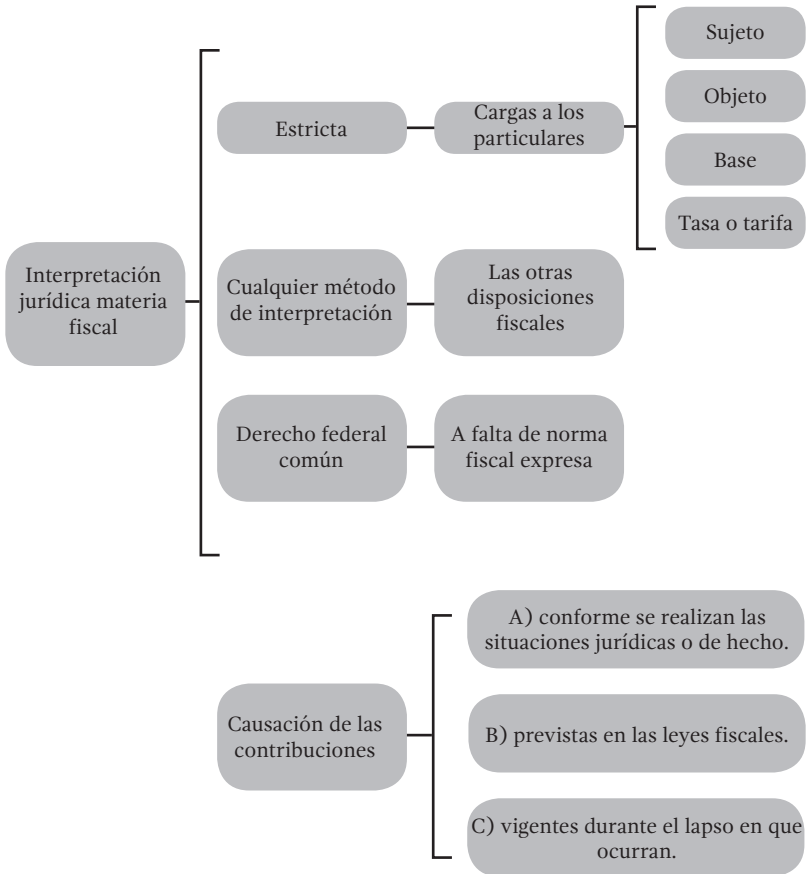 Interpretación
jurídica materia
fiscal
Estricta
Cargas a los
particulares
Sujeto
Objeto
Base
Tasa o tarifa
Cualquier método
de interpretación
Las otras
disposiciones
fiscales
Derecho federal
común
A falta de norma
fiscal expresa
Causación de las
contribuciones
A) conforme se realizan las
situaciones jurídicas o de hecho.
B) previstas en las leyes fiscales.
C) vigentes durante el lapso en que
ocurran.